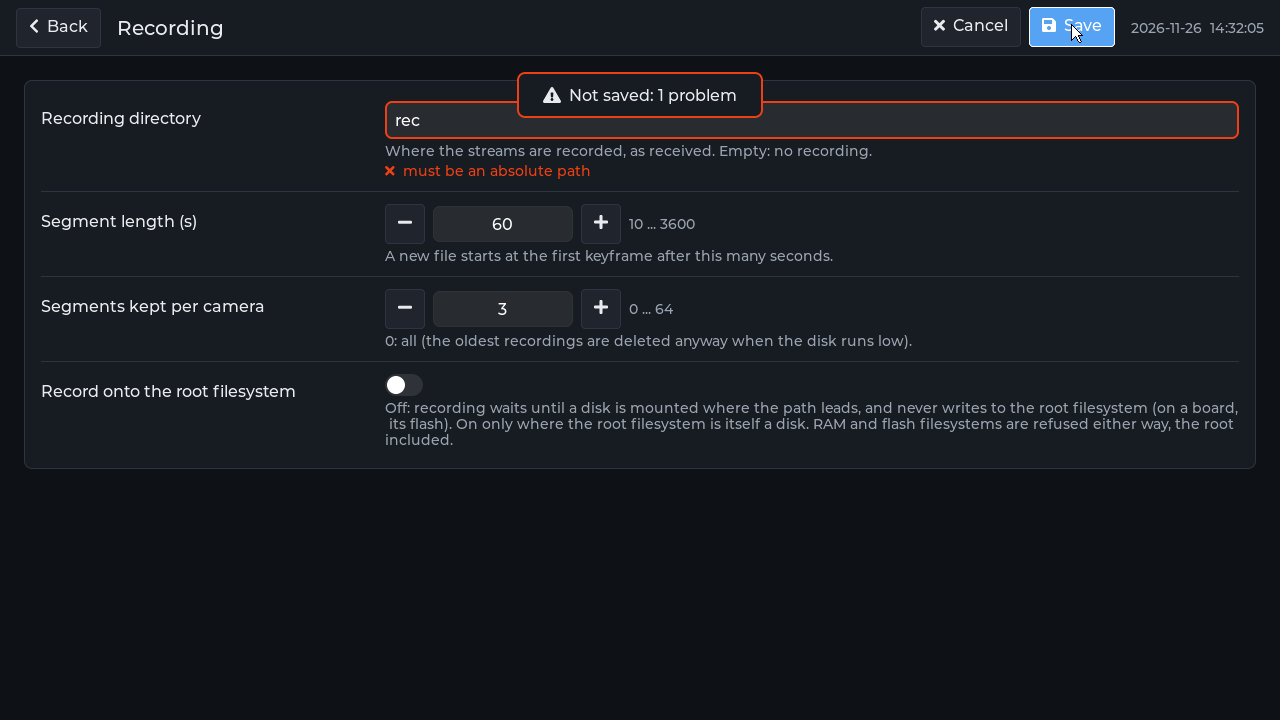 Back
Recording
Cancel
Save
2026-11-26 14:32:05
Not saved: 1 problem
Recording directory
rec
Where the streams are recorded, as received. Empty: no recording.
must be an absolute path
Segment length (s)
60
10 ... 3600
A new file starts at the first keyframe after this many seconds.
Segments kept per camera
3
0 ... 64
0: all (the oldest recordings are deleted anyway when the disk runs low).
Record onto the root filesystem
Off: recording waits until a disk is mounted where the path leads, and never writes to the root filesystem (on a board,
its flash). On only where the root filesystem is itself a disk. RAM and flash filesystems are refused either way, the root
included.